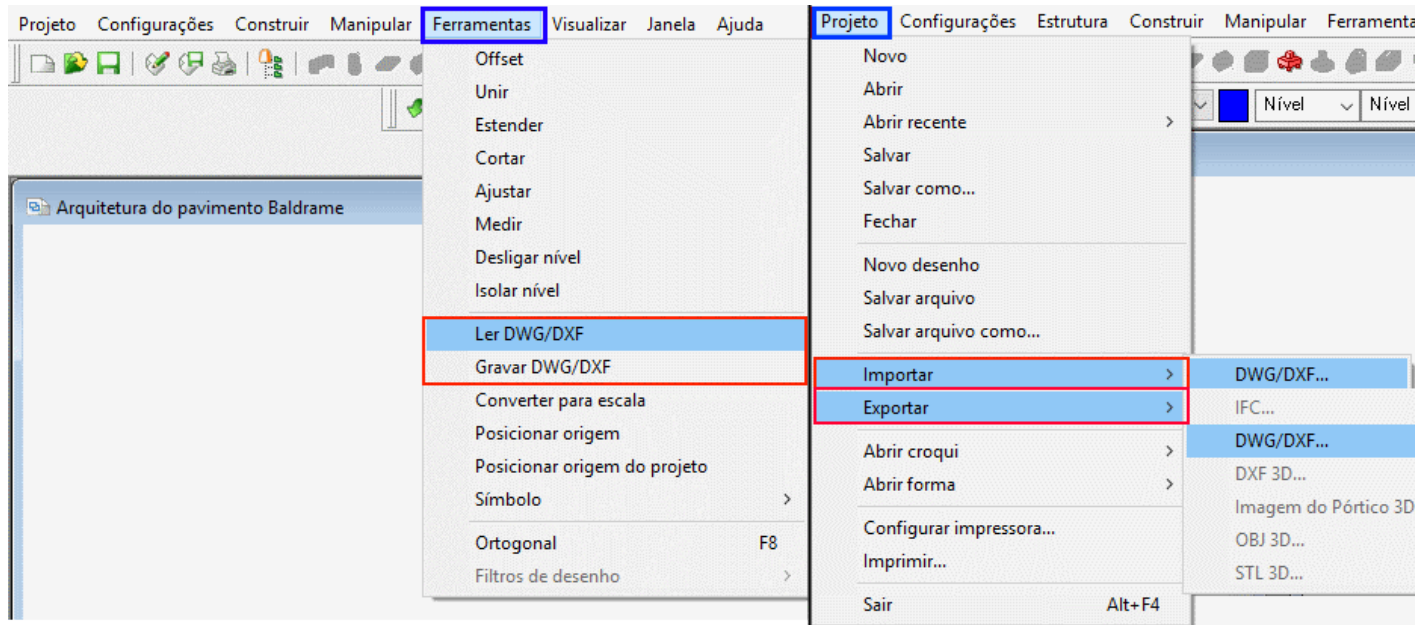 Projeto Configurações Construir Manipular Ferramentas Visualizar Janela Ajuda
Arquitetura do pavimento Baldrame
Offset
Unir
Estender
Cortar
Ajustar
Medir
Desligar nível
Isolar nível
Ler DWG/DXF
Gravar DWG/DXF
Converter para escala
Posicionar origem
Posicionar origem do projeto
Símbolo >
Ortogonal F8
Filtros de desenho >
Projeto Configurações Estrutura Construir Manipular Ferramenta
Nível Nível
Novo
Abrir
Abrir recente >
Salvar
Salvar como...
Fechar
Novo desenho
Salvar arquivo
Salvar arquivo como...
Importar >
Exportar >
Abrir croqui >
Abrir forma >
Configurar impressora...
Imprimir...
Sair Alt+F4
DWG/DXF...
IFC...
DWG/DXF...
DXF 3D...
Imagem do Pórtico 3D
OBJ 3D...
STL 3D...